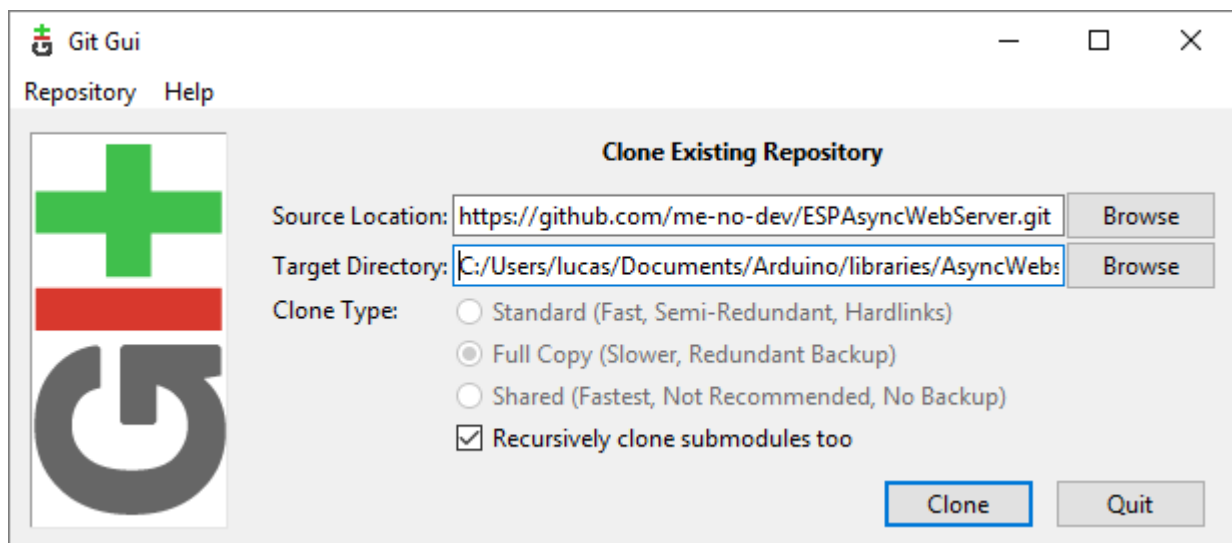 Git Gui
Repository Help
GIT
Clone Existing Repository
Source Location: https://github.com/me-no-dev/ESPAsyncWebServer.git Browse
Target Directory: C:/Users/lucas/Documents/Arduino/libraries/AsyncWebs Browse
Clone Type: Standard (Fast, Semi-Redundant, Hardlinks)
Full Copy (Slower, Redundant Backup)
Shared (Fastest, Not Recommended, No Backup)
Recursively clone submodules too
Clone Quit